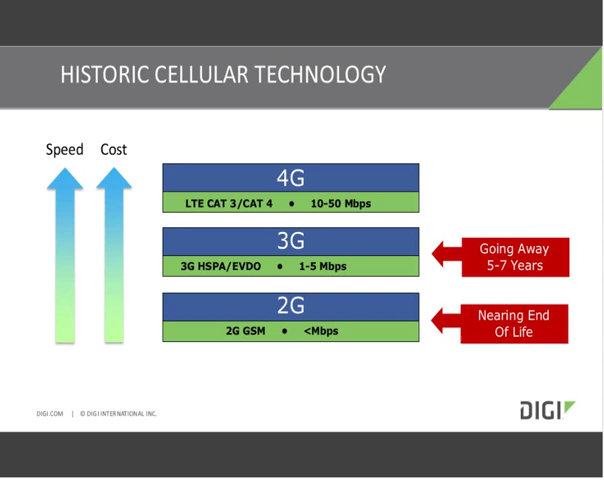 HISTORIC CELLULAR TECHNOLOGY
Speed Cost
4G
LTE CAT 3/CAT 4 • 10-50 Mbps
3G
3G HSPA/EVDO • 1-5 Mbps
Going Away
5-7 Years
2G
2G GSM • <Mbps
Nearing End
Of Life
DIGI.COM | © DIGI INTERNATIONAL INC.
DIGI